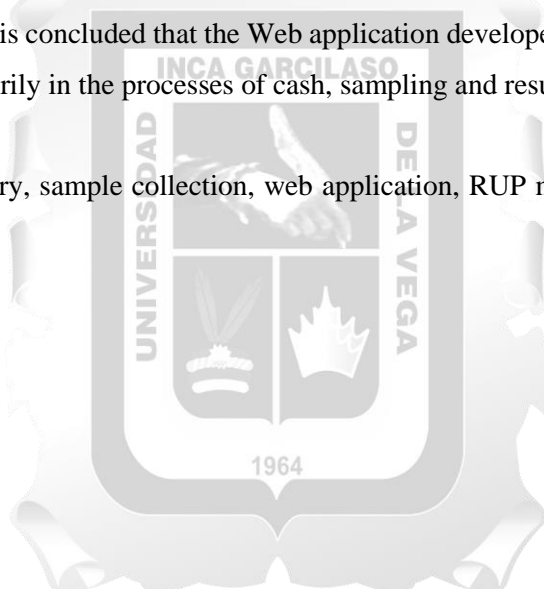 is concluded that the Web application develope
INCA GARCILASO
rily in the processes of cash, sampling and resu
UNIVERSIDAD
DE LA VEGA
ry, sample collection, web application, RUP
1964